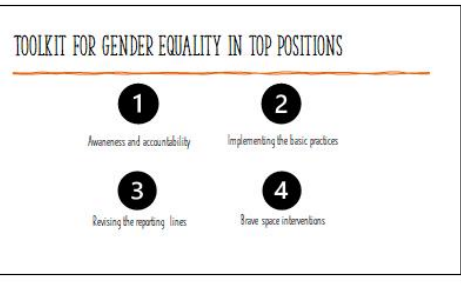 TOOLKIT FOR GENDER EQUALITY IN TOP POSITIONS
1
2
Awareness and accountability
Implementing the basic practices
3
4
Revising the reporting lines
Brave space interventions